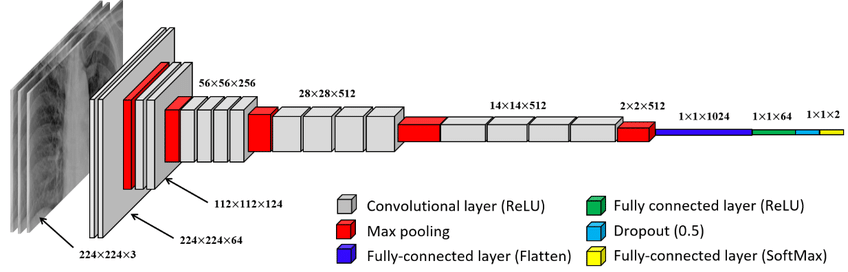 56×56×256
28×28×512
14×14×512
2×2×512
1×1×1024
1×1×64
1×1×2
112×112×124
224×224×64
224×224×3
Convolutional layer (ReLU)
Max pooling
Fully-connected layer (Flatten)
Fully connected layer (ReLU)
Dropout (0.5)
Fully-connected layer (SoftMax)